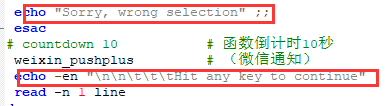 echo "Sorry, wrong selection" ;;
esac
# countdown 10 # 函数倒计时10秒
weixin_pushplus # （微信通知）
echo -en "\n\n\t\t\tHit any key to continue"
read -n 1 line